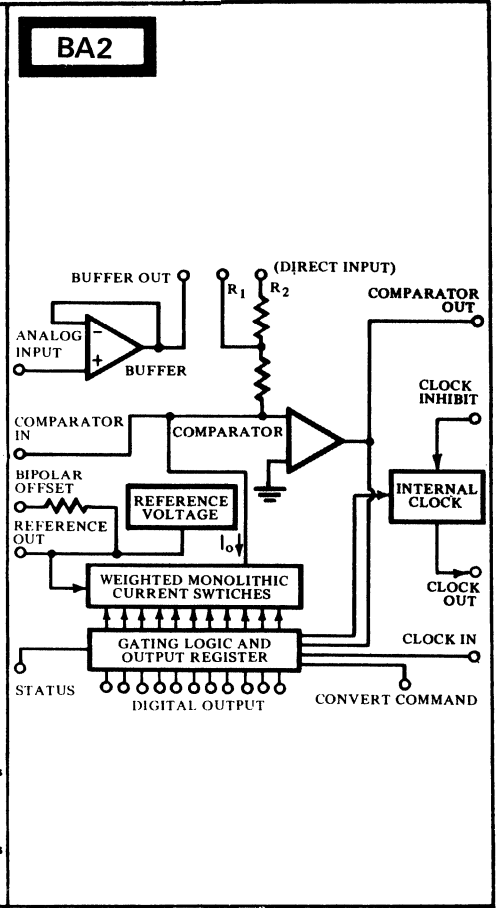 BA2
BUFFER OUT
R1
R2
(DIRECT INPUT)
COMPARATOR
OUT
ANALOG
INPUT
−
+
BUFFER
CLOCK
INHIBIT
COMPARATOR
IN
COMPARATOR
BIPOLAR
OFFSET
REFERENCE
VOLTAGE
INTERNAL
CLOCK
REFERENCE
OUT
Io
WEIGHTED MONOLITHIC
CURRENT SWTICHES
CLOCK
OUT
GATING LOGIC AND
OUTPUT REGISTER
CLOCK IN
STATUS
DIGITAL OUTPUT
CONVERT COMMAND